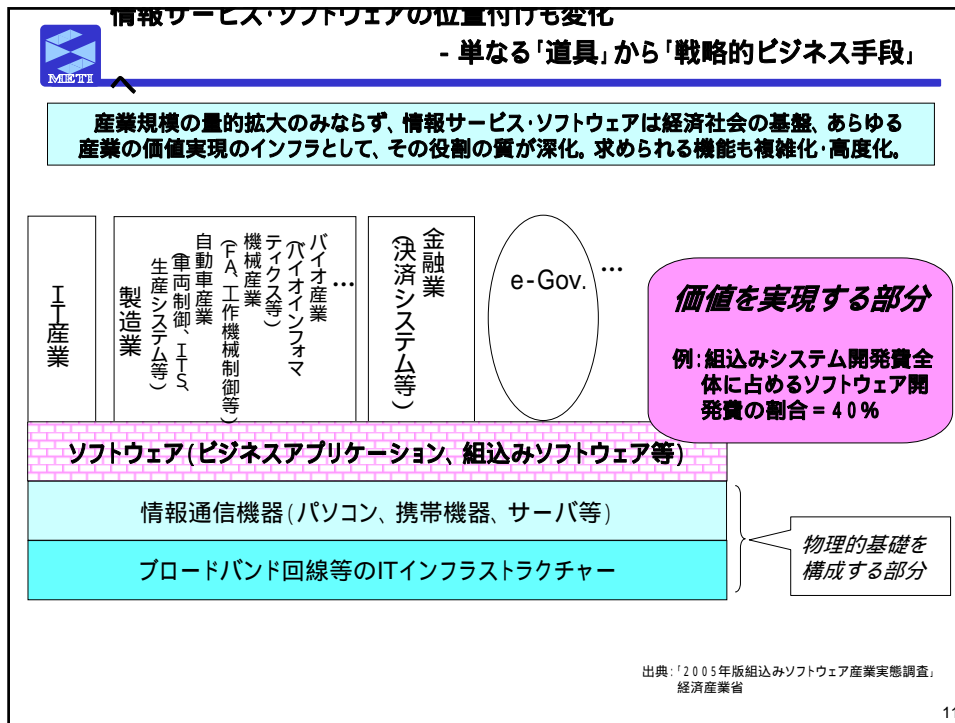 情報サービス・ソフトウェアの位置付けも変化
- 単なる「道具」から「戦略的ビジネス手段」
へ
METI
産業規模の量的拡大のみならず、情報サービス・ソフトウェアは経済社会の基盤、あらゆる
産業の価値実現のインフラとして、その役割の質が深化。求められる機能も複雑化・高度化。
IT産業
製造業
自動車産業
(車両制御、ITS、
生産システム等)
機械産業
(FA、工作機械制御等)
バイオ産業
(バイオインフォマ
ティクス等)
…
金融業
(決済システム等)
e-Gov.
…
価値を実現する部分
例:組込みシステム開発費全
体に占めるソフトウェア開
発費の割合=40%
ソフトウェア(ビジネスアプリケーション、組込みソフトウェア等)
情報通信機器(パソコン、携帯機器、サーバ等)
ブロードバンド回線等のITインフラストラクチャー
物理的基礎を
構成する部分
出典:「2005年版組込みソフトウェア産業実態調査」
経済産業省
11